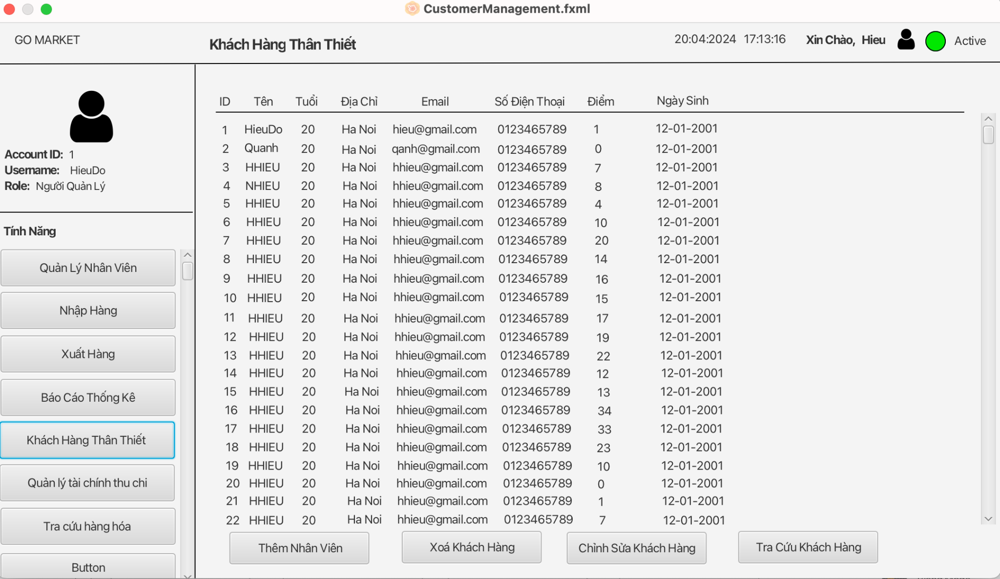 CustomerManagement.fxml
GO MARKET
Khách Hàng Thân Thiết
20:04:2024 17:13:16
Xin Chào, Hieu
Active
Account ID: 1
Username: HieuDo
Role: Người Quản Lý
Tính Năng
Quản Lý Nhân Viên
Nhập Hàng
Xuất Hàng
Báo Cáo Thống Kê
Khách Hàng Thân Thiết
Quản lý tài chính thu chi
Tra cứu hàng hóa
Button
ID Tên Tuổi Địa Chỉ Email Số Điện Thoại Điểm Ngày Sinh
1 HieuDo 20 Ha Noi hieu@gmail.com 0123465789 1 12-01-2001
2 Quanh 20 Ha Noi qanh@gmail.com 0123465789 0 12-01-2001
3 HHIEU 20 Ha Noi hhieu@gmail.com 0123465789 7 12-01-2001
4 NHIEU 20 Ha Noi hhieu@gmail.com 0123465789 8 12-01-2001
5 HHIEU 20 Ha Noi hhieu@gmail.com 0123465789 4 12-01-2001
6 HHIEU 20 Ha Noi hhieu@gmail.com 0123465789 10 12-01-2001
7 HHIEU 20 Ha Noi hhieu@gmail.com 0123465789 20 12-01-2001
8 HHIEU 20 Ha Noi hhieu@gmail.com 0123465789 14 12-01-2001
9 HHIEU 20 Ha Noi hhieu@gmail.com 0123465789 16 12-01-2001
10 HHIEU 20 Ha Noi hhieu@gmail.com 0123465789 15 12-01-2001
11 HHIEU 20 Ha Noi hhieu@gmail.com 0123465789 17 12-01-2001
12 HHIEU 20 Ha Noi hhieu@gmail.com 0123465789 19 12-01-2001
13 HHIEU 20 Ha Noi hhieu@gmail.com 0123465789 22 12-01-2001
14 HHIEU 20 Ha Noi hhieu@gmail.com 0123465789 12 12-01-2001
15 HHIEU 20 Ha Noi hhieu@gmail.com 0123465789 13 12-01-2001
16 HHIEU 20 Ha Noi hhieu@gmail.com 0123465789 34 12-01-2001
17 HHIEU 20 Ha Noi hhieu@gmail.com 0123465789 33 12-01-2001
18 HHIEU 20 Ha Noi hhieu@gmail.com 0123465789 23 12-01-2001
19 HHIEU 20 Ha Noi hhieu@gmail.com 0123465789 10 12-01-2001
20 HHIEU 20 Ha Noi hhieu@gmail.com 0123465789 0 12-01-2001
21 HHIEU 20 Ha Noi hhieu@gmail.com 0123465789 1 12-01-2001
22 HHIEU 20 Ha Noi hhieu@gmail.com 0123465789 7 12-01-2001
Thêm Nhân Viên
Xoá Khách Hàng
Chỉnh Sửa Khách Hàng
Tra Cứu Khách Hàng